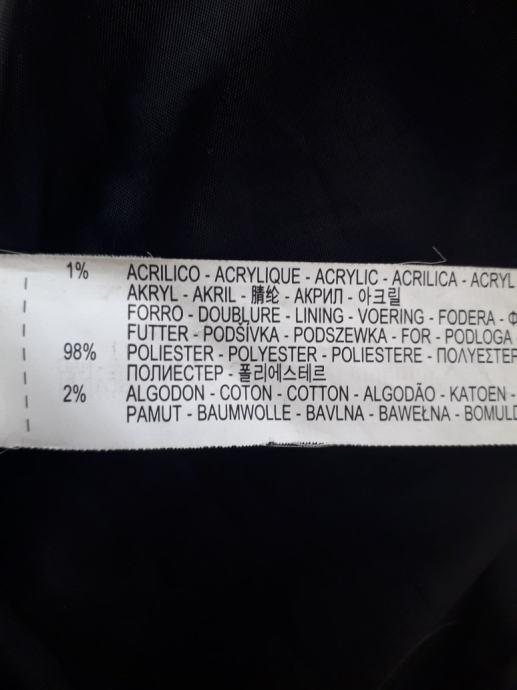 1% ACRILICO - ACRYLIQUE - ACRYLIC - ACRILICA - ACRYL
AKRYL - AKRIL - 腈纶 - АКРИЛ - 아크릴
FORRO - DOUBLURE - LINING - VOERING - FODERA - Φ
FUTTER - PODŠÍVKA - PODSZEWKA - FOR - PODLOGA
98% POLIESTER - POLYESTER - POLIESTERE - ΠΟΛΥΕΣΤΕΡ
ПОЛИЕСТЕР - 폴리에스테르
2% ALGODON - COTON - COTTON - ALGODÃO - KATOEN -
PAMUT - BAUMWOLLE - BAVLNA - BAWEŁNA - BOMULD